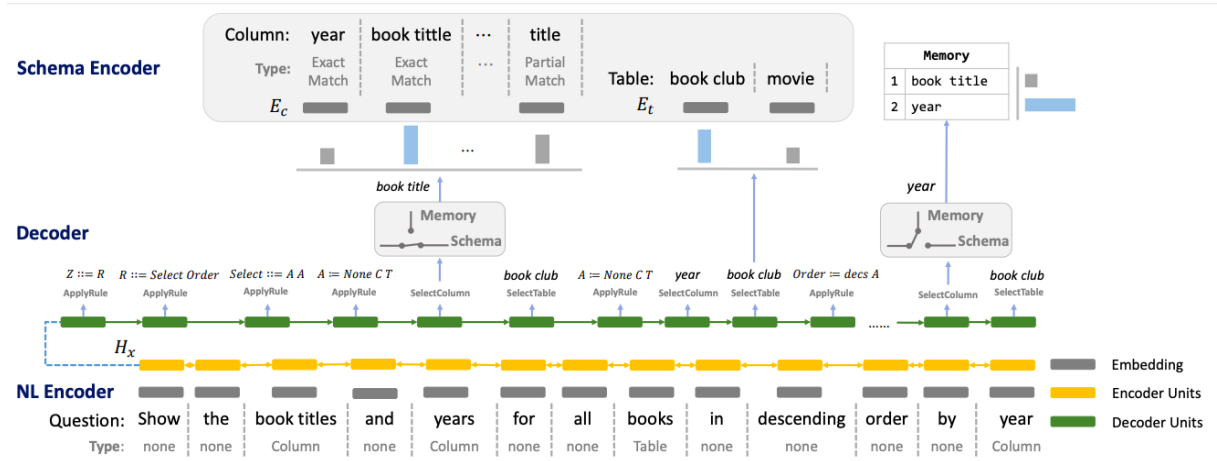 Column: year book tittle ... title
Type: Exact Match Exact Match ... Partial Match
Schema Encoder
Table: book club movie
E_c E_t
Memory
1 book title
2 year
...
book title
year
Memory
Schema
Memory
Schema
Decoder
Z ::= R R ::= Select Order Select ::= A A A ≔ None C T book club A ≔ None C T year book club Order ≔ decs A book club
ApplyRule ApplyRule ApplyRule ApplyRule SelectColumn SelectTable ApplyRule SelectColumn SelectTable ApplyRule SelectColumn SelectTable
......
H_x
NL Encoder
Embedding
Encoder Units
Decoder Units
Question: Show the book titles and years for all books in descending order by year
Type: none none Column none Column none none Table none none none none Column